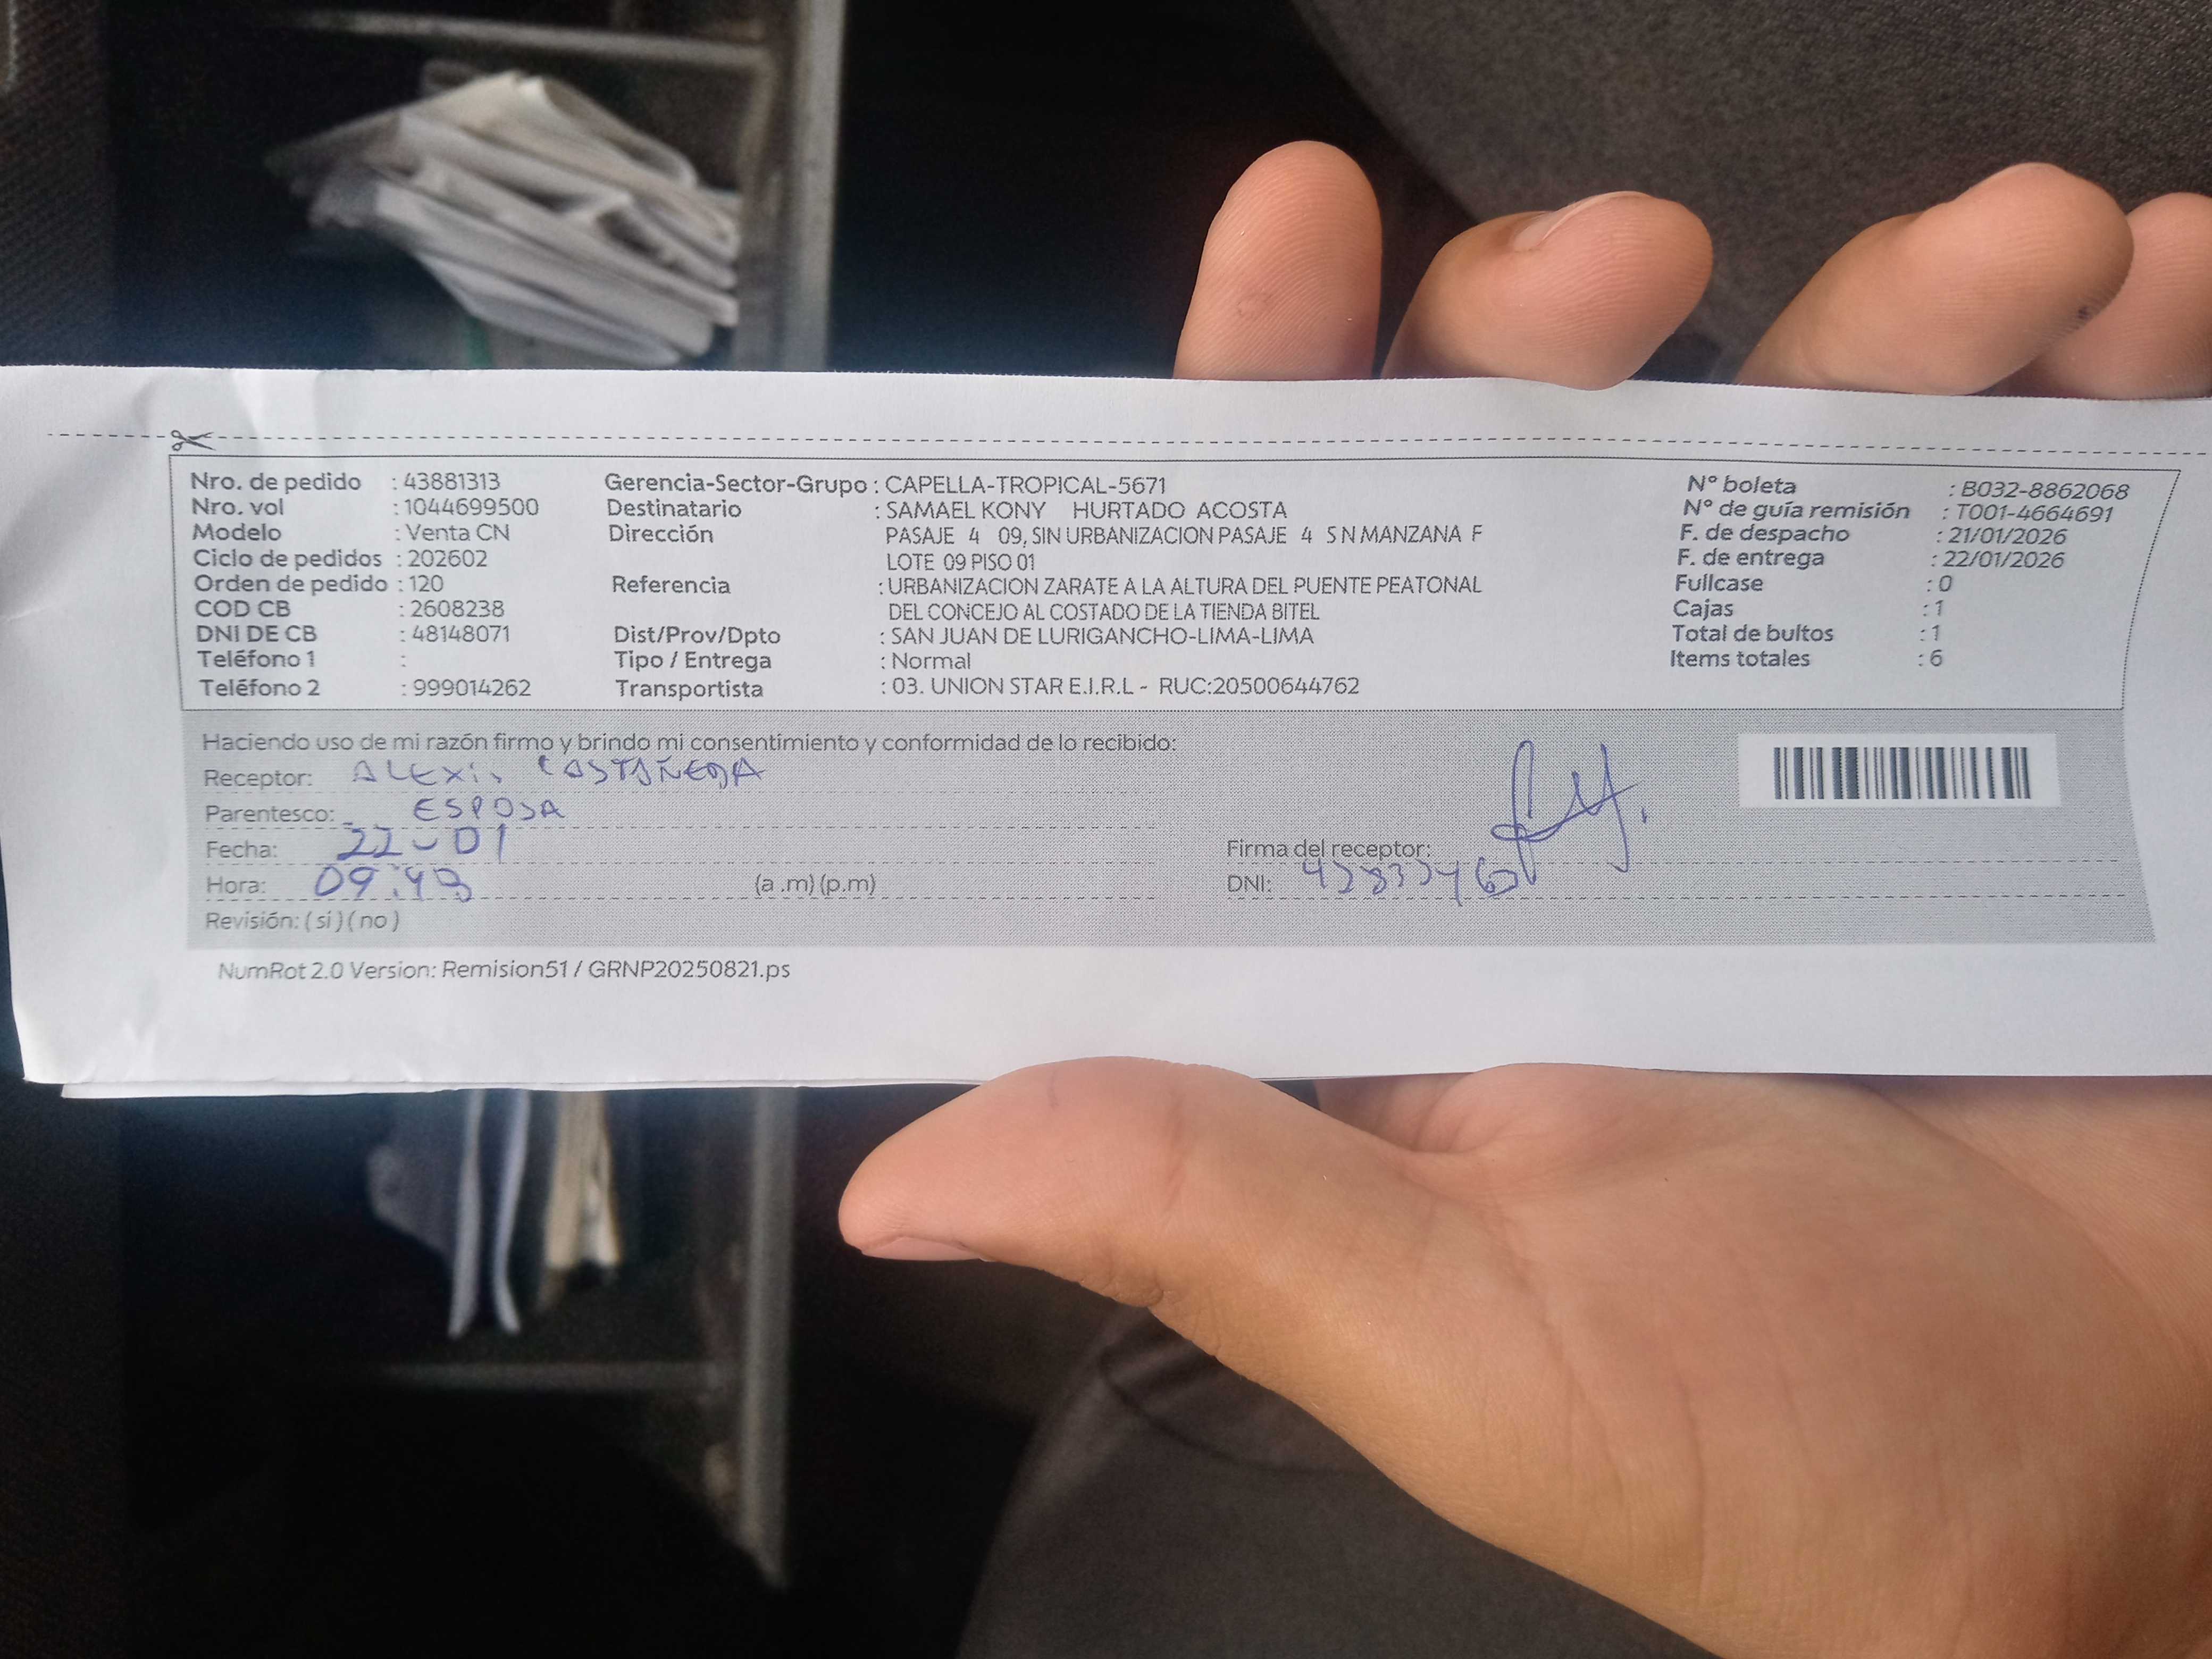 Nro. de pedido : 43881313
Nro. vol : 1044699500
Modelo : Venta CN
Ciclo de pedidos : 202602
Orden de pedido : 120
COD CB : 2608238
DNI DE CB : 48148071
Teléfono 1 :
Teléfono 2 : 999014262
Gerencia-Sector-Grupo : CAPELLA-TROPICAL-5671
Destinatario : SAMAEL KONY HURTADO ACOSTA
Dirección PASAJE 4 09, SIN URBANIZACION PASAJE 4 S N MANZANA F
LOTE 09 PISO 01
Referencia : URBANIZACION ZARATE A LA ALTURA DEL PUENTE PEATONAL
DEL CONCEJO AL COSTADO DE LA TIENDA BITEL
Dist/Prov/Dpto : SAN JUAN DE LURIGANCHO-LIMA-LIMA
Tipo / Entrega : Normal
Transportista : 03. UNION STAR E.I.R.L - RUC:20500644762
N° boleta : B032-8862068
N° de guía remisión : T001-4664691
F. de despacho : 21/01/2026
F. de entrega : 22/01/2026
Fullcase : 0
Cajas : 1
Total de bultos : 1
Items totales : 6
Haciendo uso de mi razón firmo y brindo mi consentimiento y conformidad de lo recibido:
Receptor: ALEXIS CASTAÑEDA
Parentesco: ESPOSA
Fecha: 22-01
Hora: 09:43 (a .m) (p.m)
Revisión: ( si ) ( no )
Firma del receptor:
DNI:
NumRot 2.0 Version: Remision51 / GRNP20250821.ps